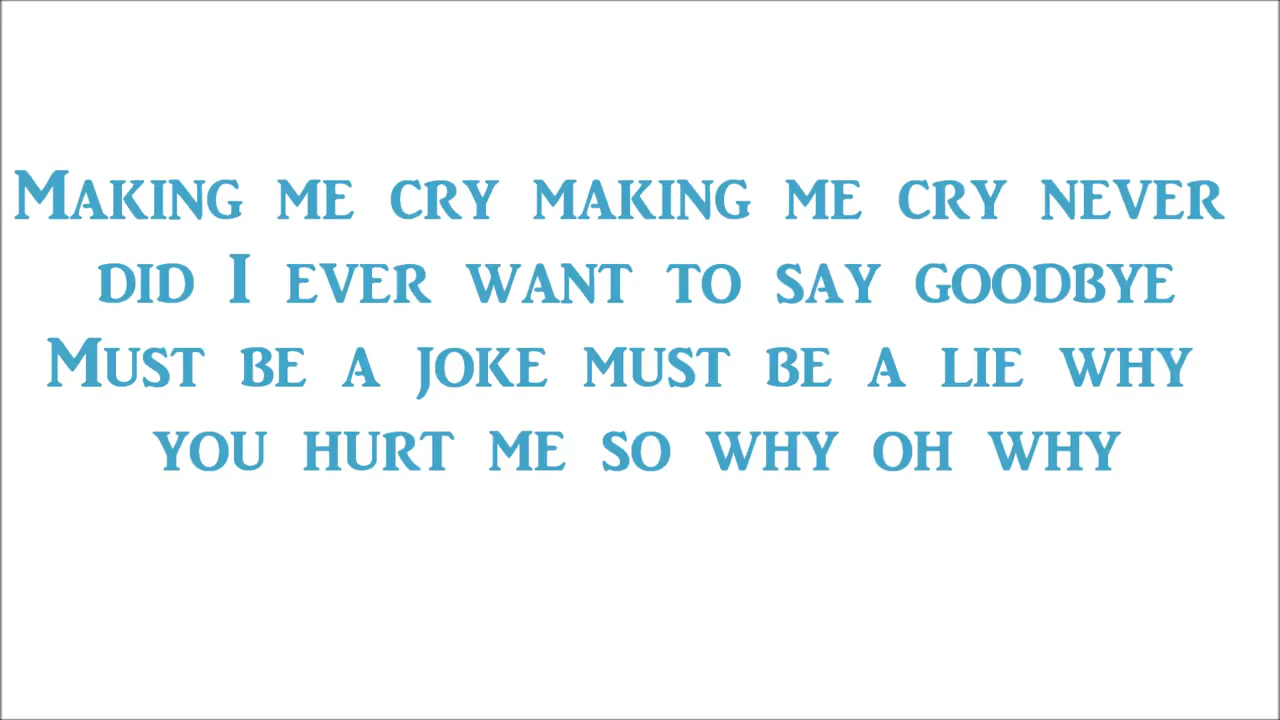 Making me cry making me cry never
did I ever want to say goodbye
Must be a joke must be a lie why
you hurt me so why oh why